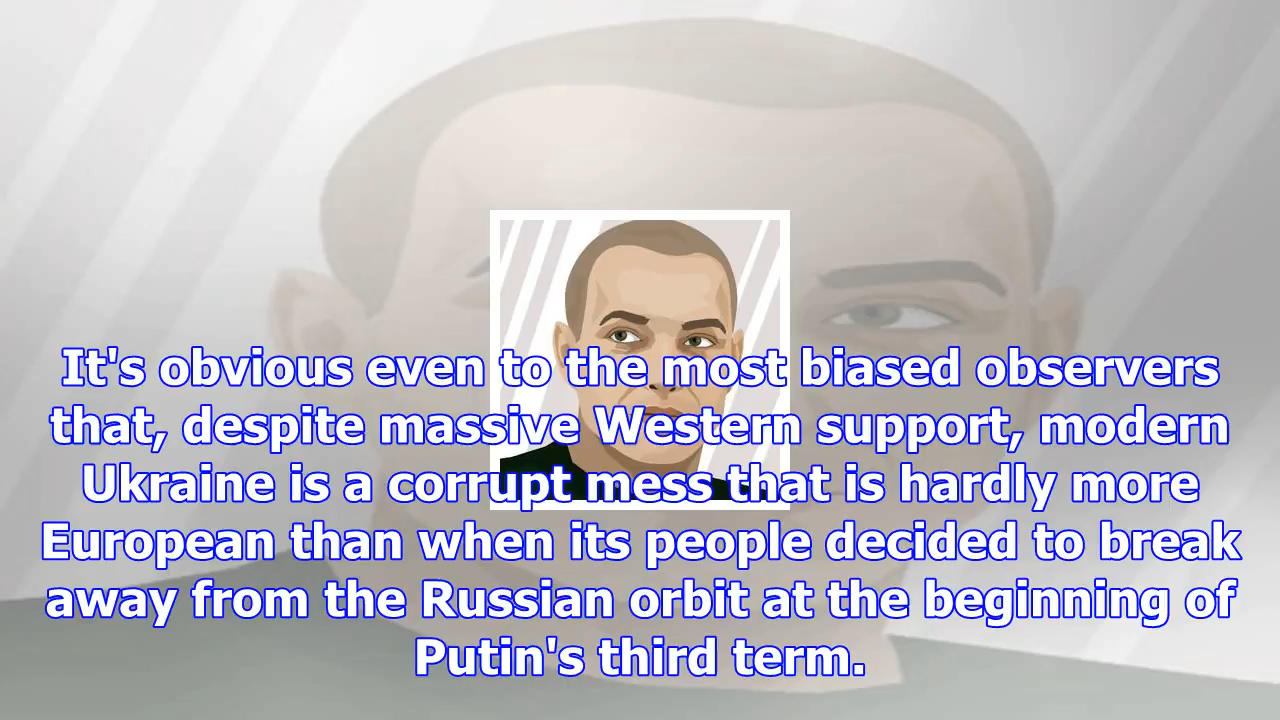 It's obvious even to the most biased observers
that, despite massive Western support, modern
Ukraine is a corrupt mess that is hardly more
European than when its people decided to break
away from the Russian orbit at the beginning of
Putin's third term.